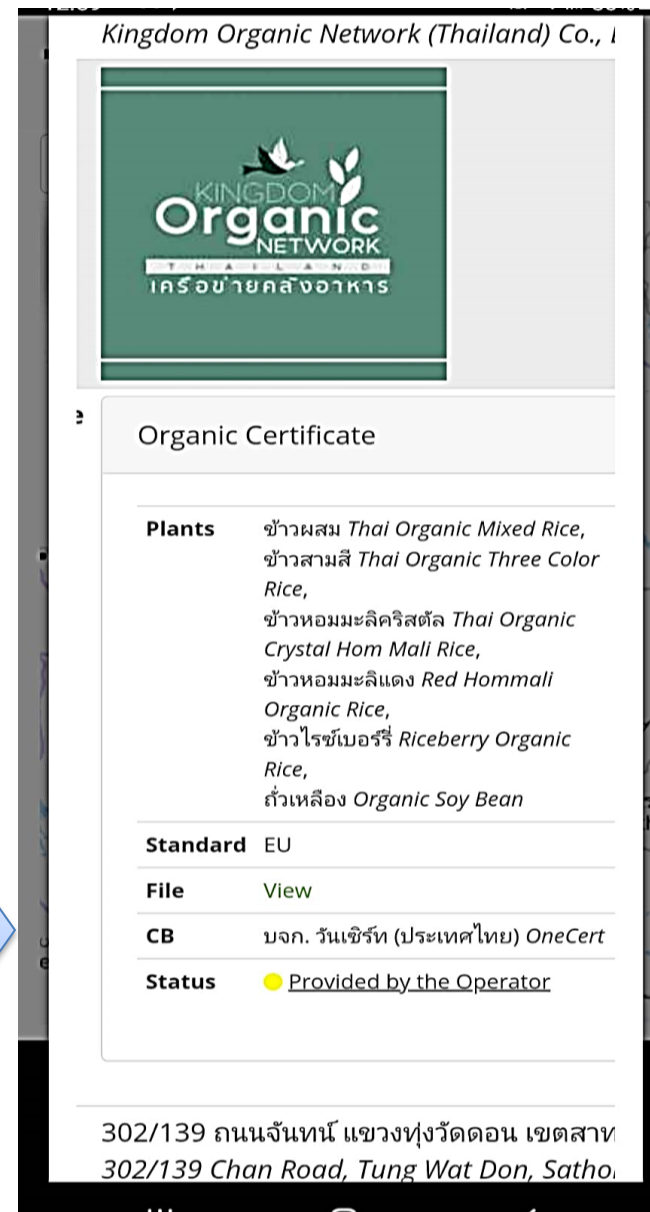 Kingdom Organic Network (Thailand) Co.,
KINGDOM
Organic
NETWORK
THAILAND
เครือข่ายคลังอาหาร
Organic Certificate
Plants ข้าวผสม Thai Organic Mixed Rice,
ข้าวสามสี Thai Organic Three Color
Rice,
ข้าวหอมมะลิคริสตัล Thai Organic
Crystal Hom Mali Rice,
ข้าวหอมมะลิแดง Red Hommali
Organic Rice,
ข้าวไรซ์เบอร์รี่ Riceberry Organic
Rice,
ถั่วเหลือง Organic Soy Bean
Standard EU
File View
CB บจก. วันเซิร์ท (ประเทศไทย) OneCert
Status Provided by the Operator
302/139 ถนนจันทน์ แขวงทุ่งวัดดอน เขตสาท
302/139 Chan Road, Tung Wat Don, Satho